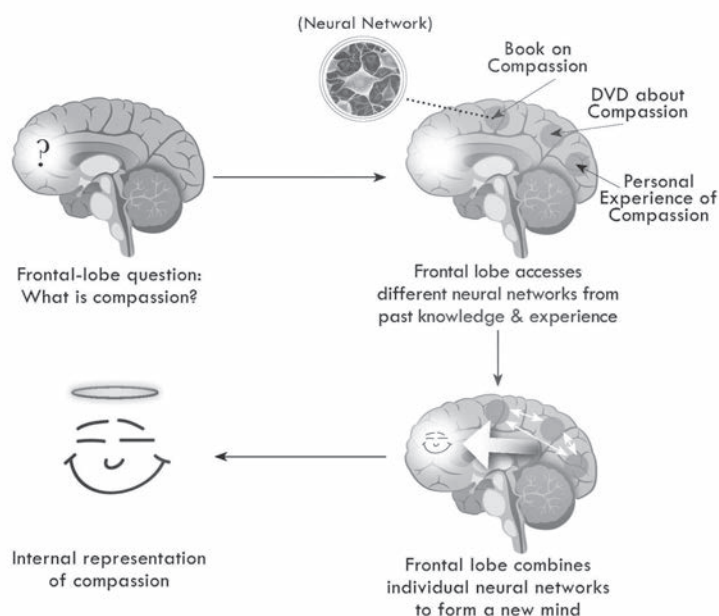 (Neural Network)
Book on
Compassion
DVD about
Compassion
Personal
Experience of
Compassion
?
Frontal-lobe question:
What is compassion?
Frontal lobe accesses
different neural networks from
past knowledge & experience
Internal representation
of compassion
Frontal lobe combines
individual neural networks
to form a new mind